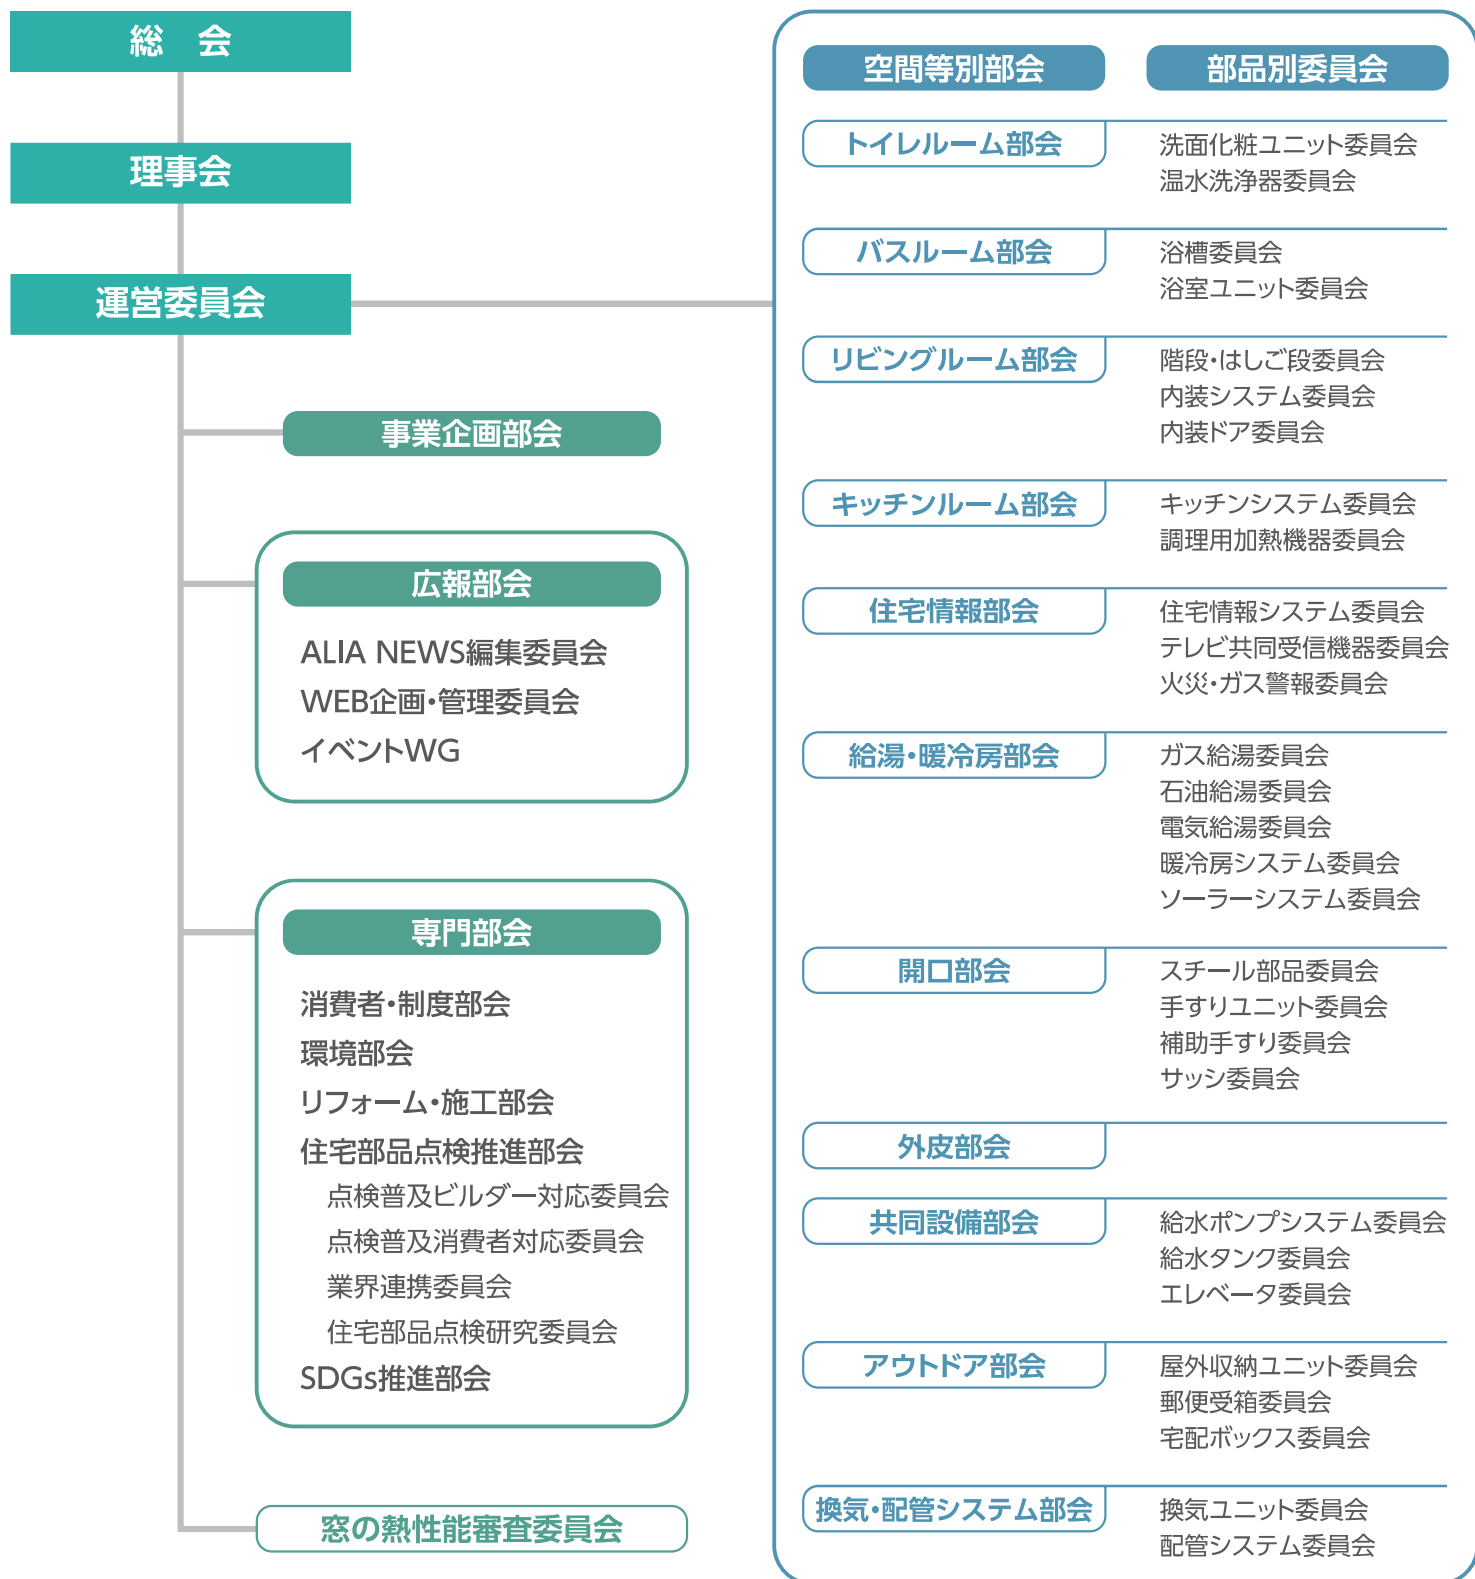 総　会
理事会
運営委員会
事業企画部会
広報部会
ALIA NEWS編集委員会
WEB企画・管理委員会
イベントWG
専門部会
消費者・制度部会
環境部会
リフォーム・施工部会
住宅部品点検推進部会
点検普及ビルダー対応委員会
点検普及消費者対応委員会
業界連携委員会
住宅部品点検研究委員会
SDGs推進部会
窓の熱性能審査委員会
空間等別部会
部品別委員会
トイレルーム部会
洗面化粧ユニット委員会
温水洗浄器委員会
バスルーム部会
浴槽委員会
浴室ユニット委員会
リビングルーム部会
階段・はしご段委員会
内装システム委員会
内装ドア委員会
キッチンルーム部会
キッチンシステム委員会
調理用加熱機器委員会
住宅情報部会
住宅情報システム委員会
テレビ共同受信機器委員会
火災・ガス警報委員会
給湯・暖冷房部会
ガス給湯委員会
石油給湯委員会
電気給湯委員会
暖冷房システム委員会
ソーラーシステム委員会
開口部会
スチール部品委員会
手すりユニット委員会
補助手すり委員会
サッシ委員会
外皮部会
共同設備部会
給水ポンプシステム委員会
給水タンク委員会
エレベータ委員会
アウトドア部会
屋外収納ユニット委員会
郵便受箱委員会
宅配ボックス委員会
換気・配管システム部会
換気ユニット委員会
配管システム委員会